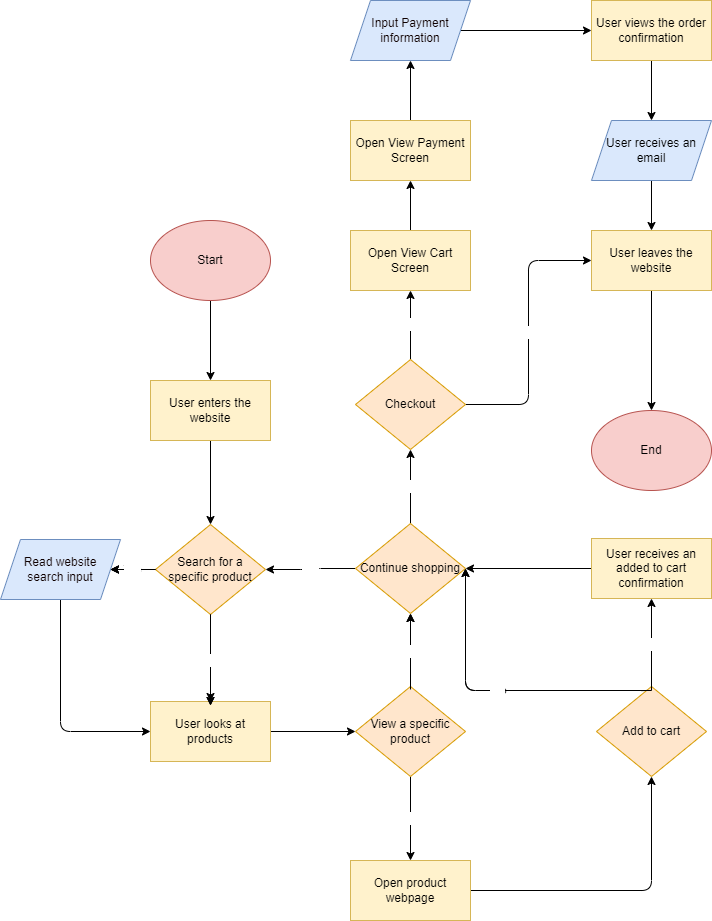 Input Payment
information
User views the order
confirmation
Open View Payment
Screen
User receives an
email
Start
Open View Cart
Screen
User leaves the
website
User enters the
website
Checkout
End
Read website
search input
Search for a
specific product
Continue shopping
User receives an
added to cart
confirmation
User looks at
products
View a specific
product
Add to cart
Open product
webpage